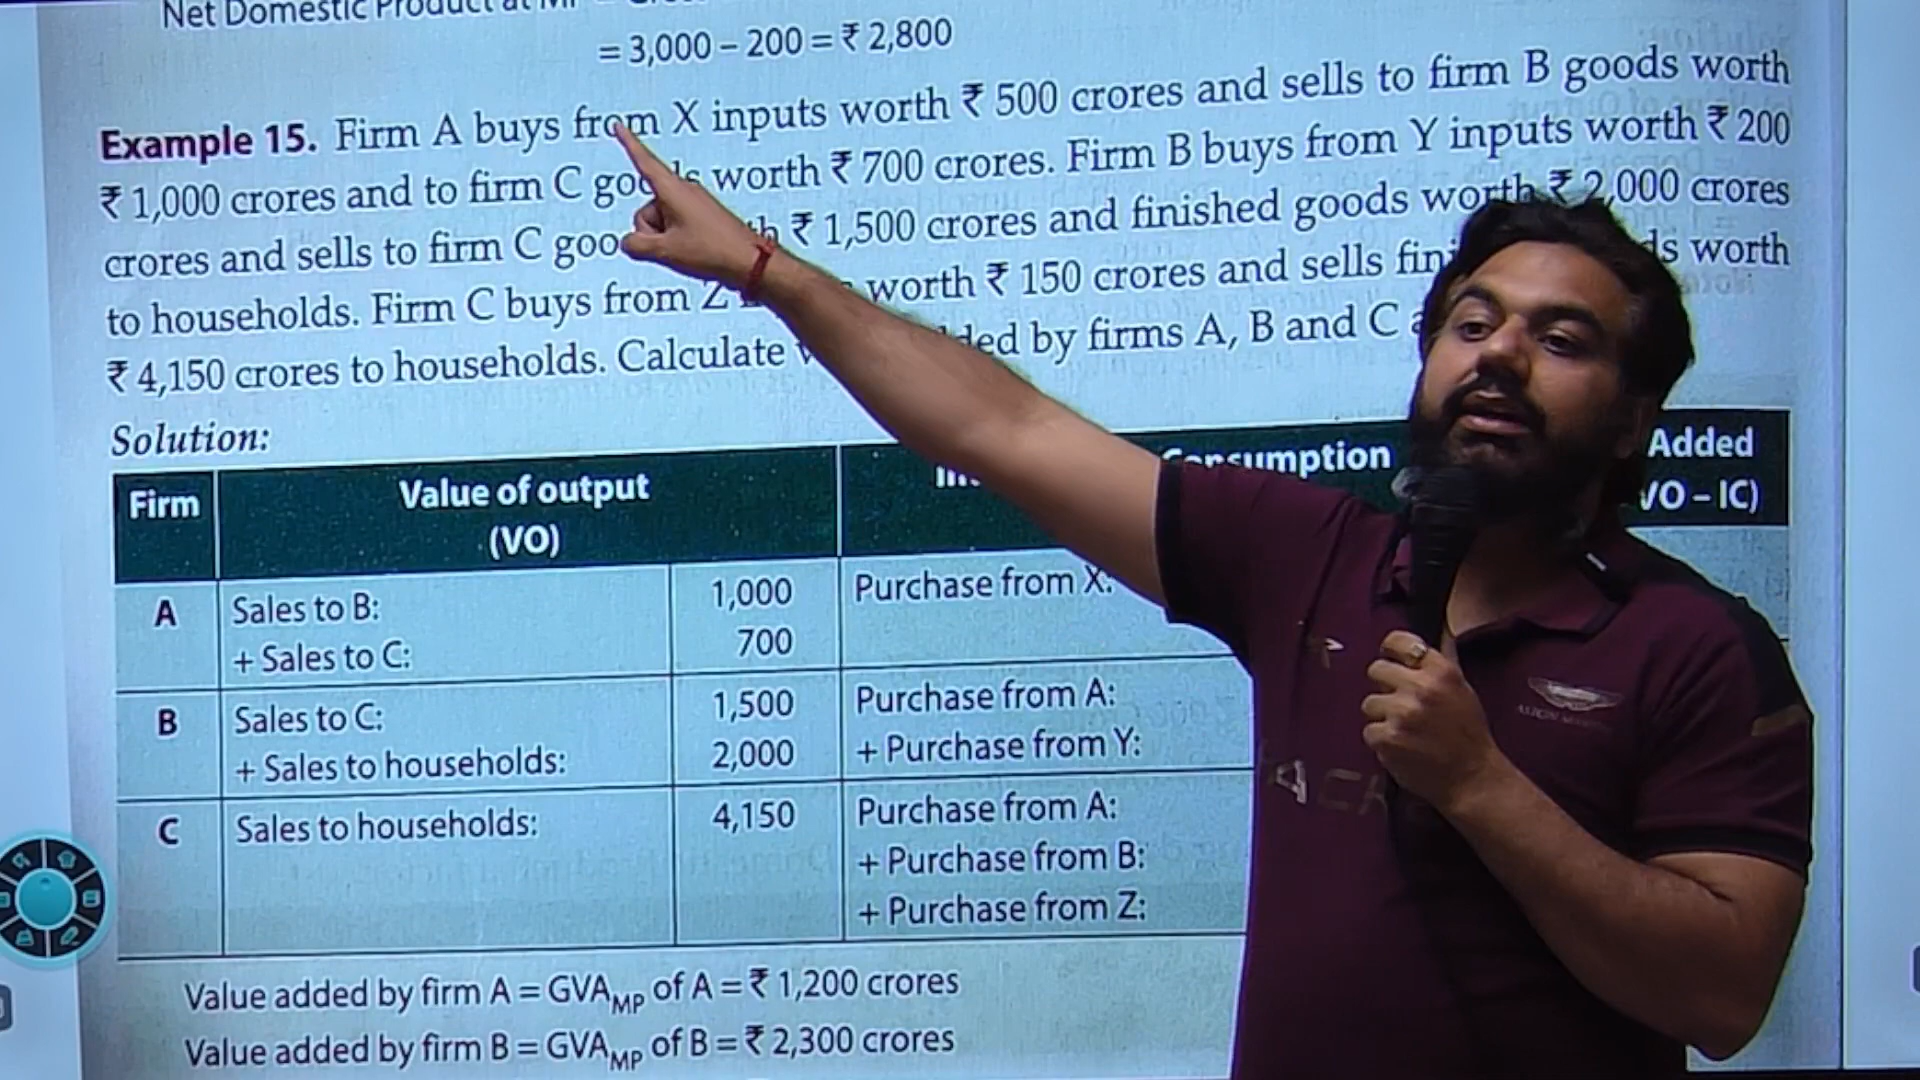 Net Domestic Product at MP
= 3,000 – 200 = ₹ 2,800
Example 15. Firm A buys from X inputs worth ₹ 500 crores and sells to firm B goods worth
₹ 1,000 crores and to firm C goods worth ₹ 700 crores. Firm B buys from Y inputs worth ₹ 200
crores and sells to firm C ₹ 1,500 crores and finished goods worth ₹ 2,000 crores
to households. Firm C buys from Z worth ₹ 150 crores and sells worth
₹ 4,150 crores to households. Calculate by firms A, B and C
Solution:
Firm Value of output Consumption Added
(VO) VO – IC)
A Sales to B: 1,000 Purchase from X:
+ Sales to C: 700
B Sales to C: 1,500 Purchase from A:
+ Sales to households: 2,000 + Purchase from Y:
C Sales to households: 4,150 Purchase from A:
+ Purchase from B:
+ Purchase from Z:
Value added by firm A = GVAMP of A = ₹ 1,200 crores
Value added by firm B = GVAMP of B = ₹ 2,300 crores